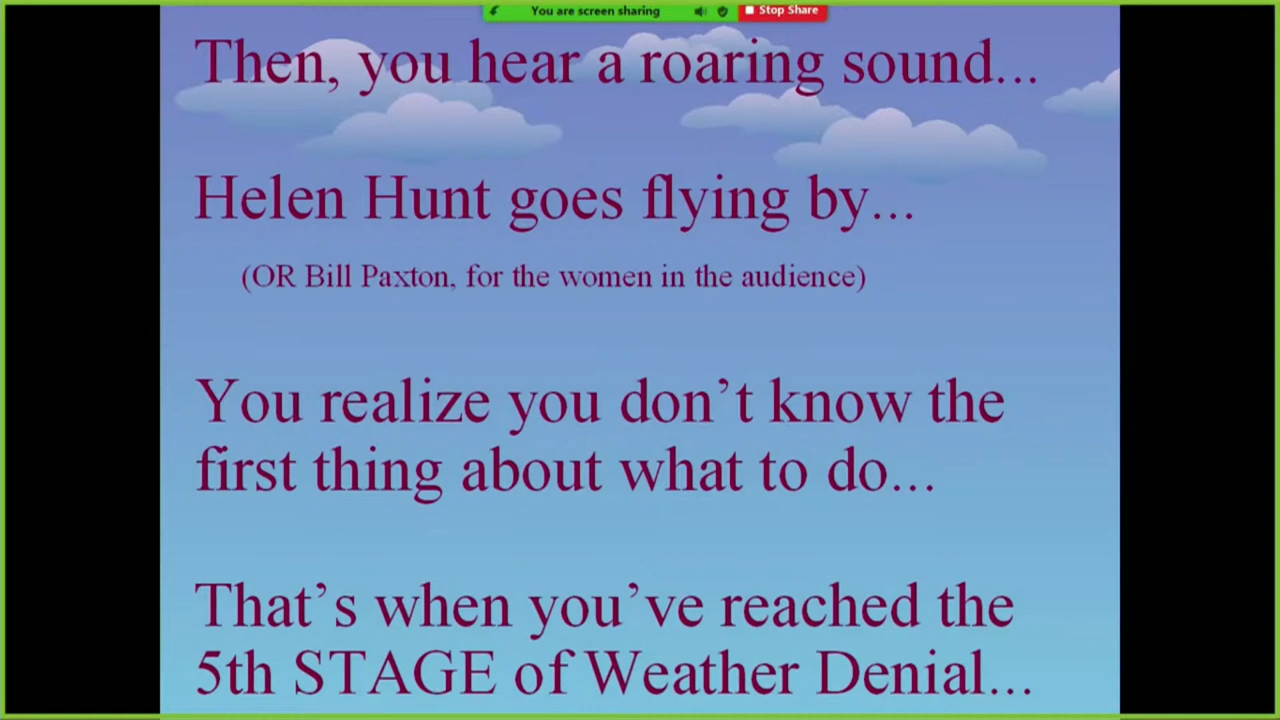 You are screen sharing
Stop Share
Then, you hear a roaring sound...
Helen Hunt goes flying by...
(OR Bill Paxton, for the women in the audience)
You realize you don’t know the
first thing about what to do...
That’s when you’ve reached the
5th STAGE of Weather Denial...